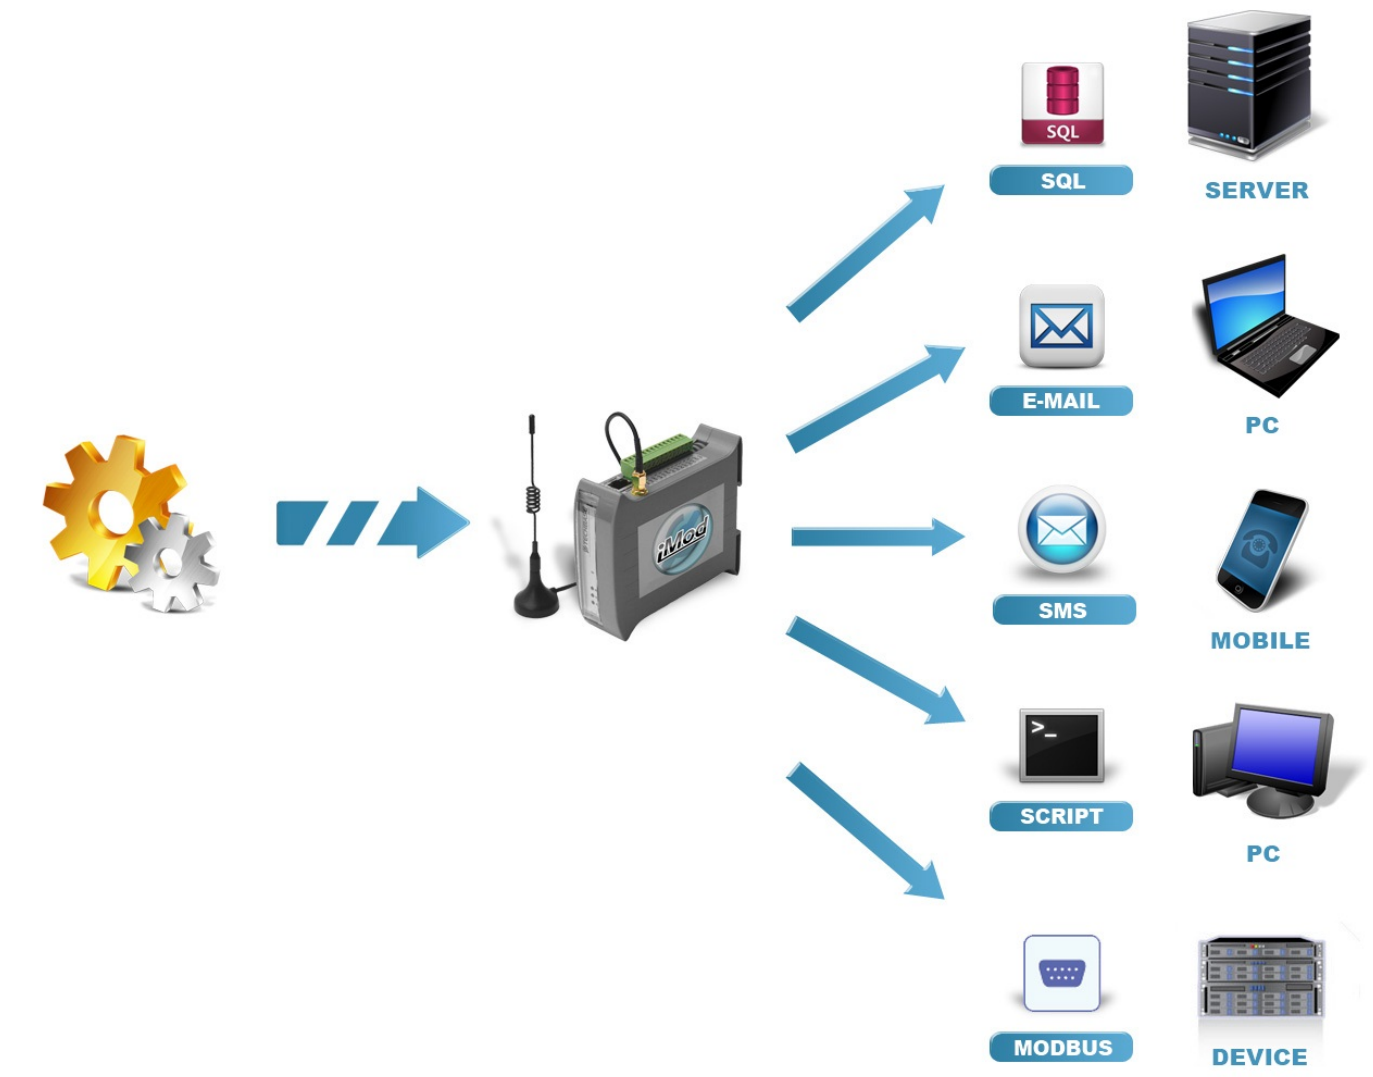 SQL
SQL
SERVER
E-MAIL
PC
iMod
SMS
MOBILE
>_
SCRIPT
PC
MODBUS
DEVICE